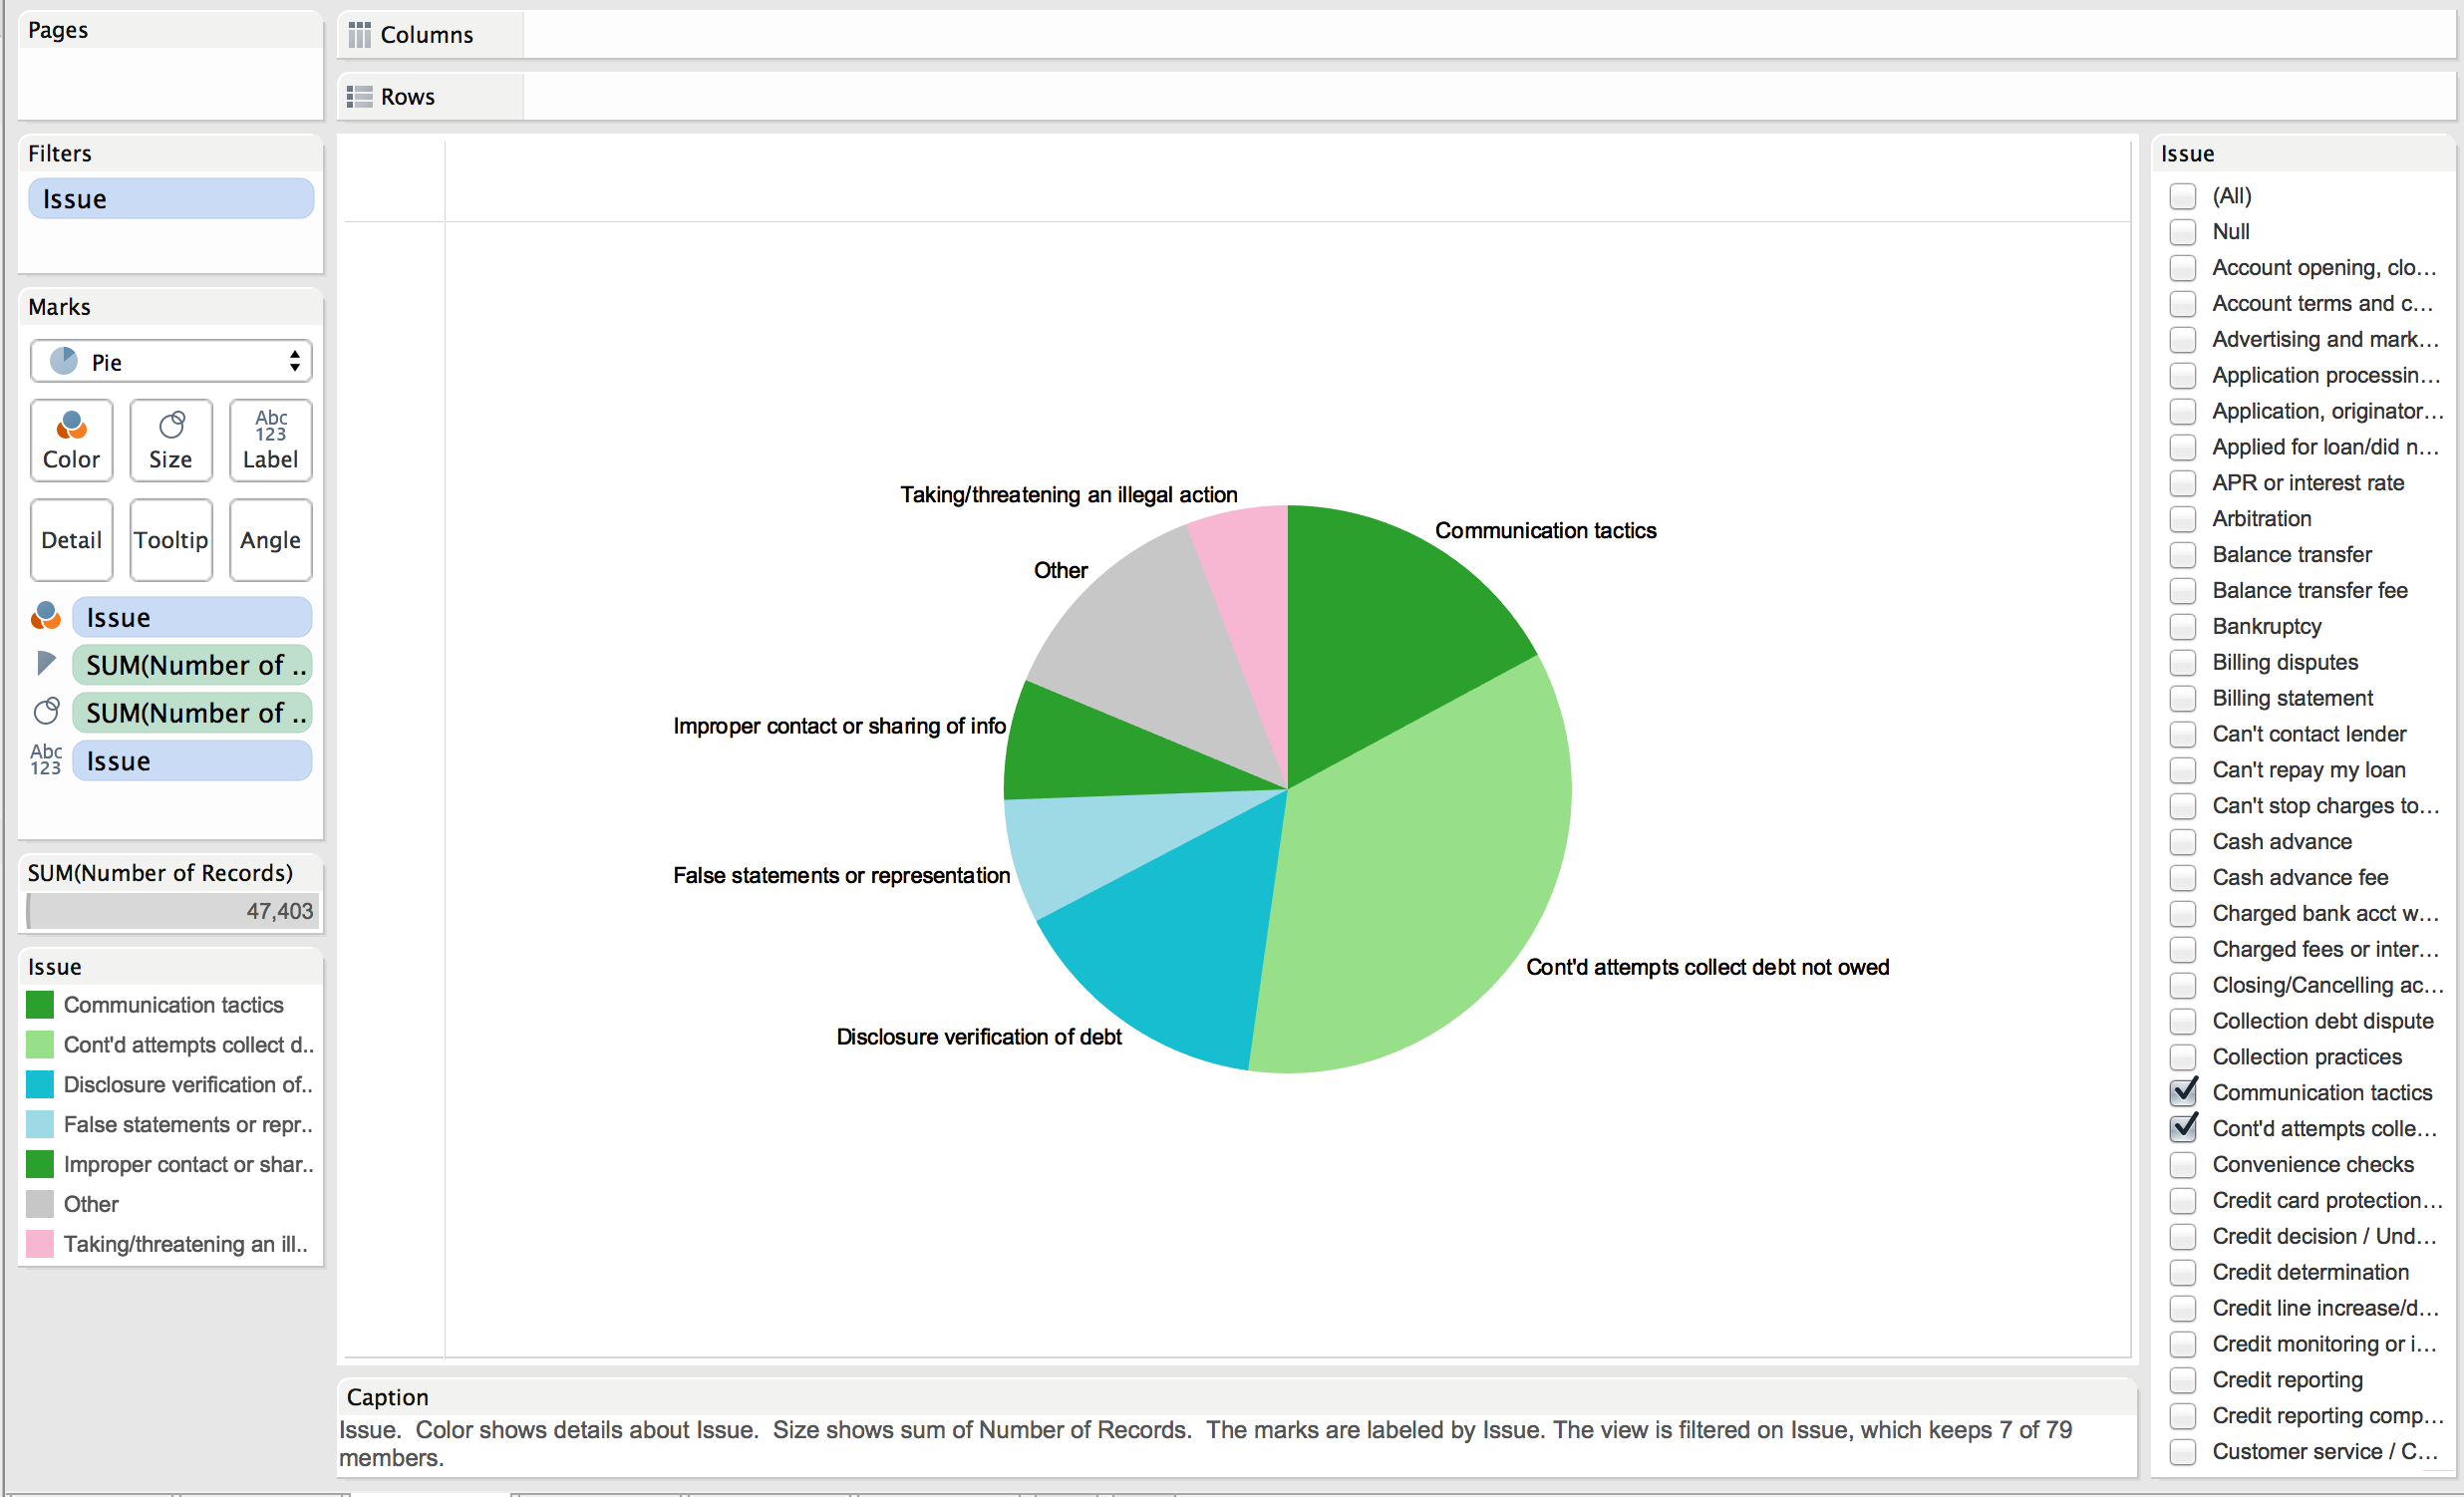 Pages
Columns
Rows
Filters
Issue
Marks
Pie
Color
Size
Abc
123
Label
Detail
Tooltip
Angle
Issue
SUM(Number of ..
SUM(Number of ..
Abc
123
Issue
SUM(Number of Records)
47,403
Issue
Communication tactics
Cont'd attempts collect d..
Disclosure verification of..
False statements or repr..
Improper contact or shar..
Other
Taking/threatening an ill..
Taking/threatening an illegal action
Communication tactics
Other
Improper contact or sharing of info
False statements or representation
Cont'd attempts collect debt not owed
Disclosure verification of debt
Caption
Issue.  Color shows details about Issue.  Size shows sum of Number of Records.  The marks are labeled by Issue. The view is filtered on Issue, which keeps 7 of 79
members.
Issue
(All)
Null
Account opening, clo...
Account terms and c...
Advertising and mark...
Application processin...
Application, originator...
Applied for loan/did n...
APR or interest rate
Arbitration
Balance transfer
Balance transfer fee
Bankruptcy
Billing disputes
Billing statement
Can't contact lender
Can't repay my loan
Can't stop charges to...
Cash advance
Cash advance fee
Charged bank acct w...
Charged fees or inter...
Closing/Cancelling ac...
Collection debt dispute
Collection practices
Communication tactics
Cont'd attempts colle...
Convenience checks
Credit card protection...
Credit decision / Und...
Credit determination
Credit line increase/d...
Credit monitoring or i...
Credit reporting
Credit reporting comp...
Customer service / C...